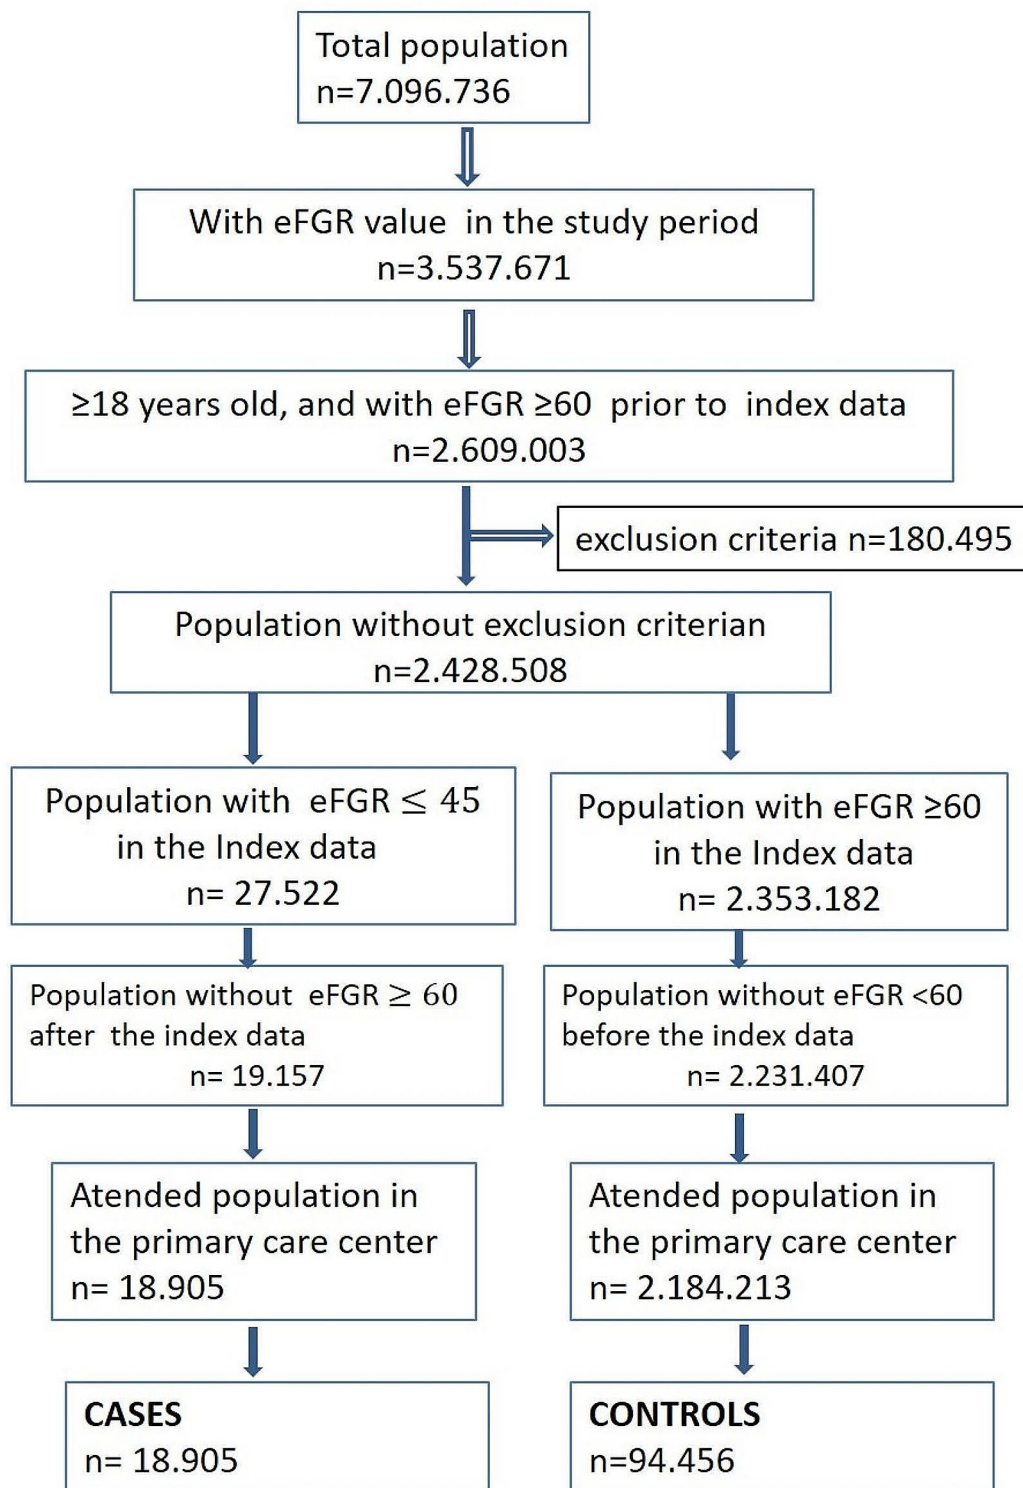 Total population
n=7.096.736
With eFGR value in the study period
n=3.537.671
≥18 years old, and with eFGR ≥60 prior to index data
n=2.609.003
exclusion criteria n=180.495
Population without exclusion criterian
n=2.428.508
Population with eFGR ≤ 45
in the Index data
n= 27.522
Population with eFGR ≥60
in the Index data
n= 2.353.182
Population without eFGR ≥ 60
after the index data
n= 19.157
Population without eFGR <60
before the index data
n= 2.231.407
Atended population in
the primary care center
n= 18.905
Atended population in
the primary care center
n= 2.184.213
CASES
n= 18.905
CONTROLS
n=94.456